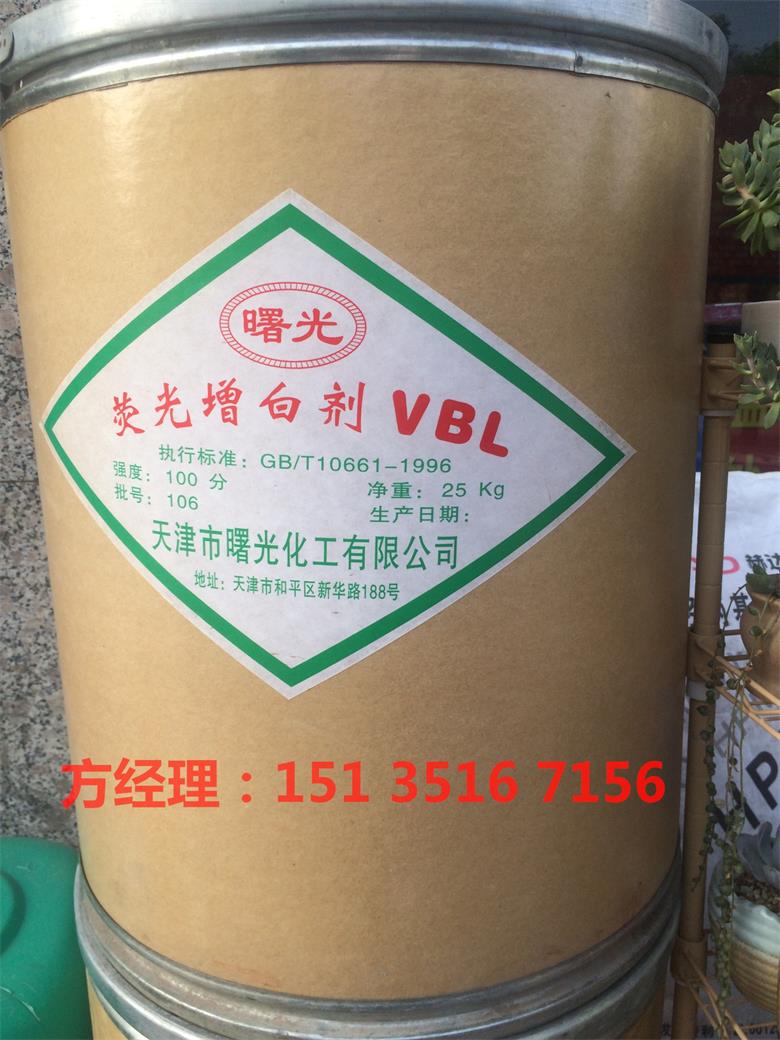 曙光
荧光增白剂 VBL
执行标准：GB/T10661-1996
强度：100 分
净重：25 Kg
批号：106
生产日期：
天津市曙光化工有限公司
地址：天津市和平区新华路188号
方经理：151 3516 7156